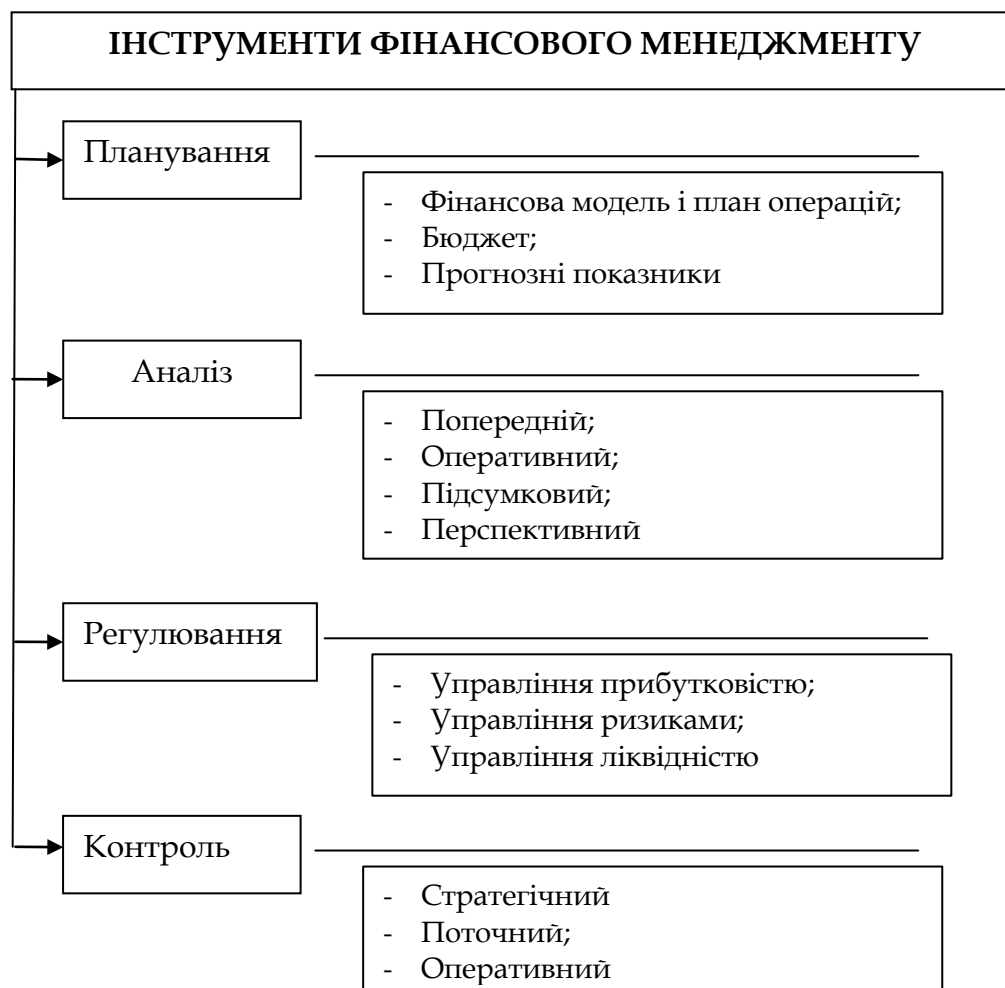 ІНСТРУМЕНТИ ФІНАНСОВОГО МЕНЕДЖМЕНТУ
Планування
- Фінансова модель і план операцій;
- Бюджет;
- Прогнозні показники
Аналіз
- Попередній;
- Оперативний;
- Підсумковий;
- Перспективний
Регулювання
- Управління прибутковістю;
- Управління ризиками;
- Управління ліквідністю
Контроль
- Стратегічний
- Поточний;
- Оперативний